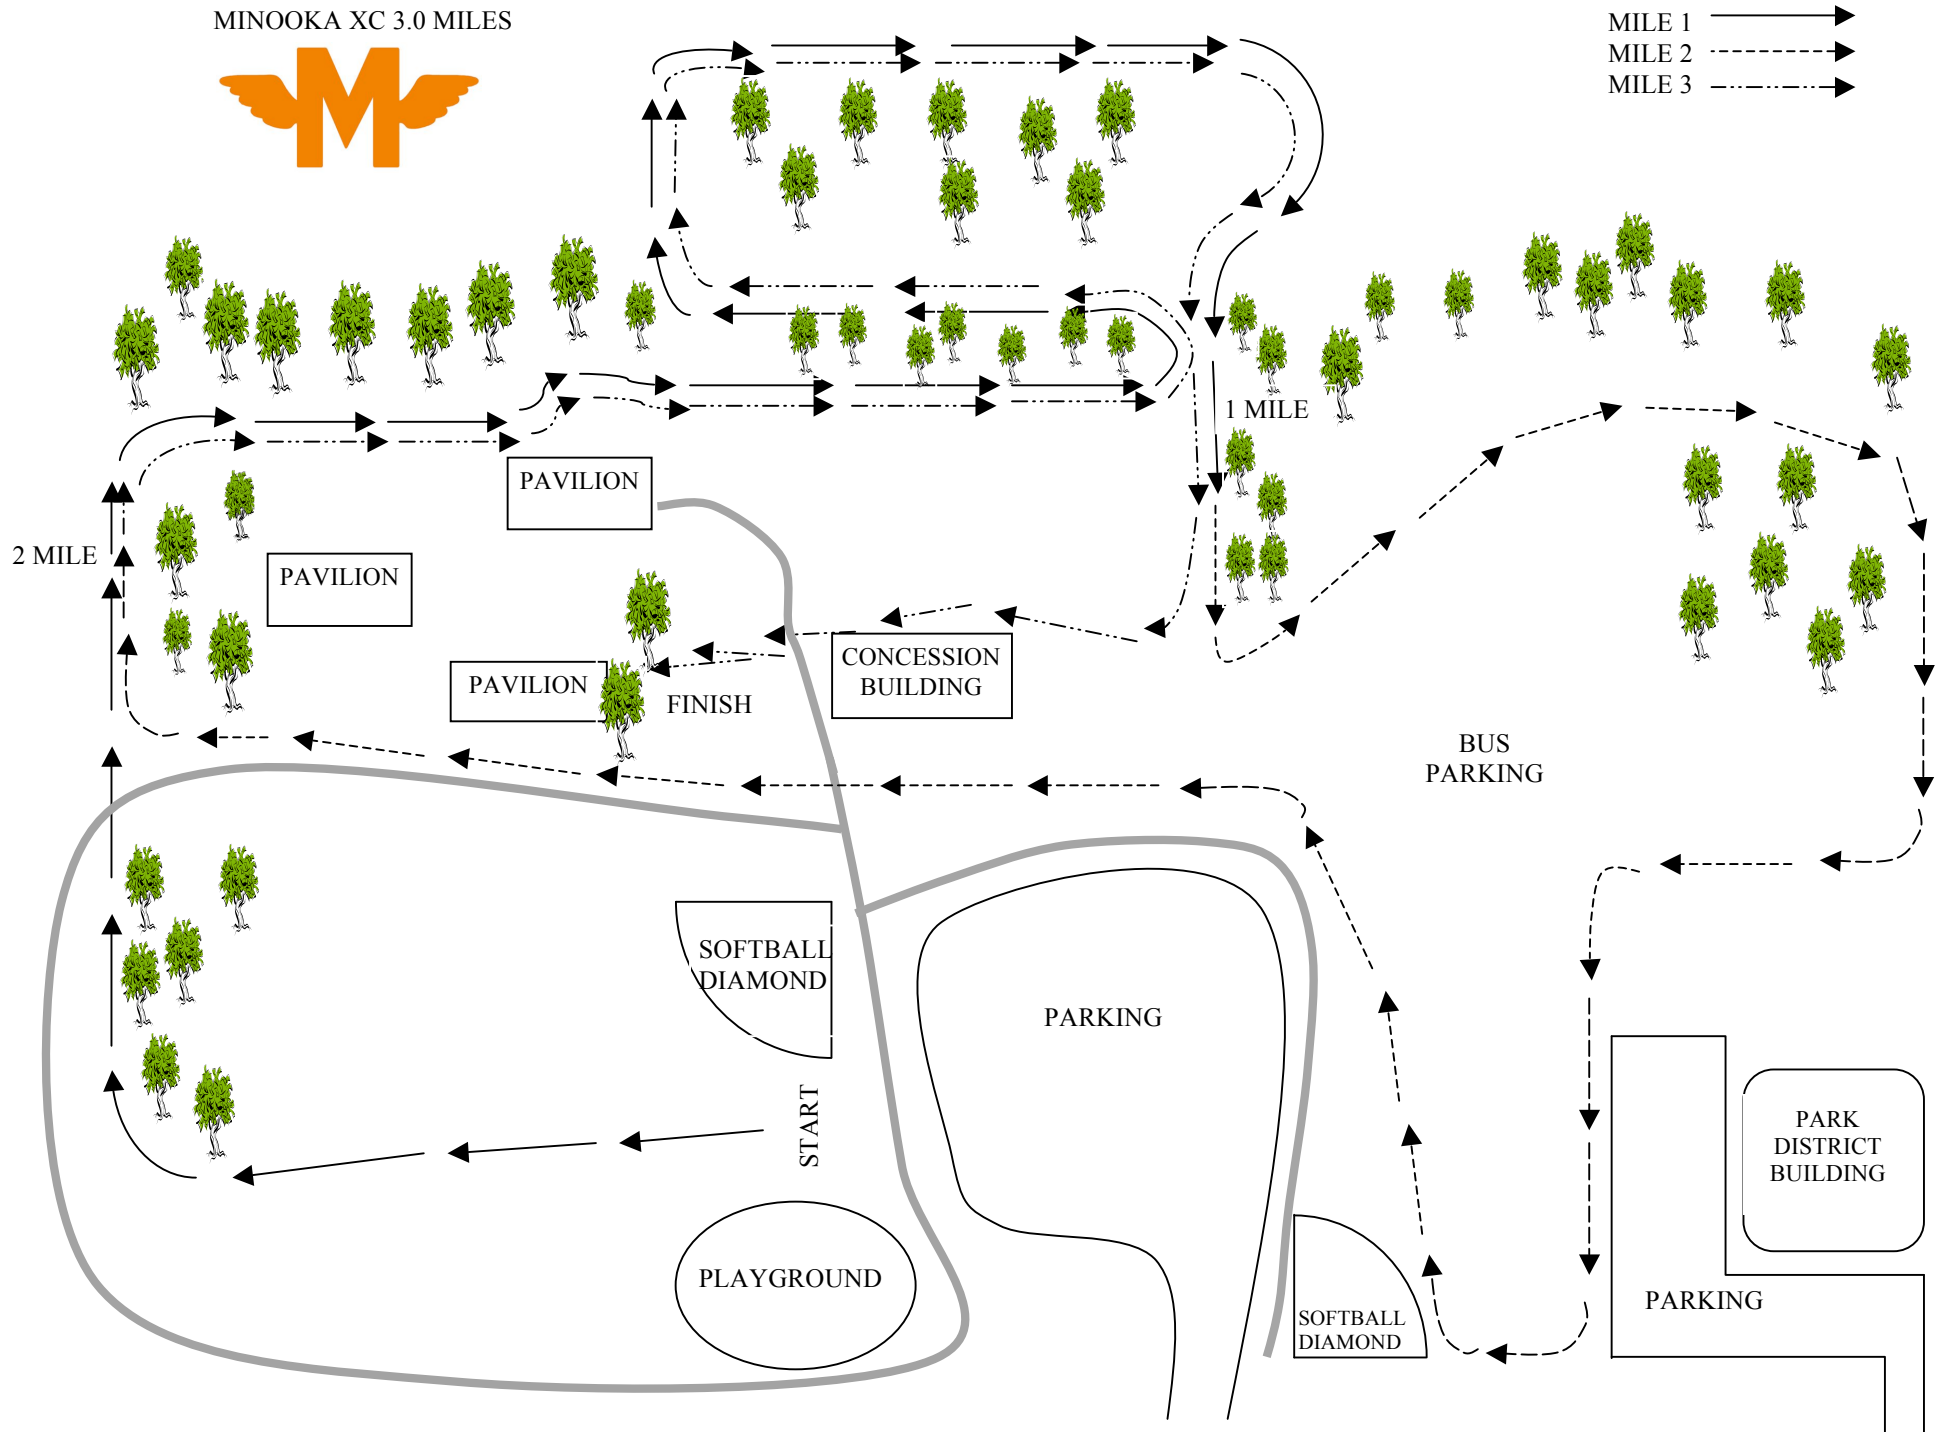 MINOOKA XC 3.0 MILES
M
MILE 1
MILE 2
MILE 3
1 MILE
PAVILION
2 MILE
PAVILION
CONCESSION
BUILDING
PAVILION
FINISH
BUS
PARKING
SOFTBALL
DIAMOND
PARKING
START
PARK
DISTRICT
BUILDING
PLAYGROUND
PARKING
SOFTBALL
DIAMOND